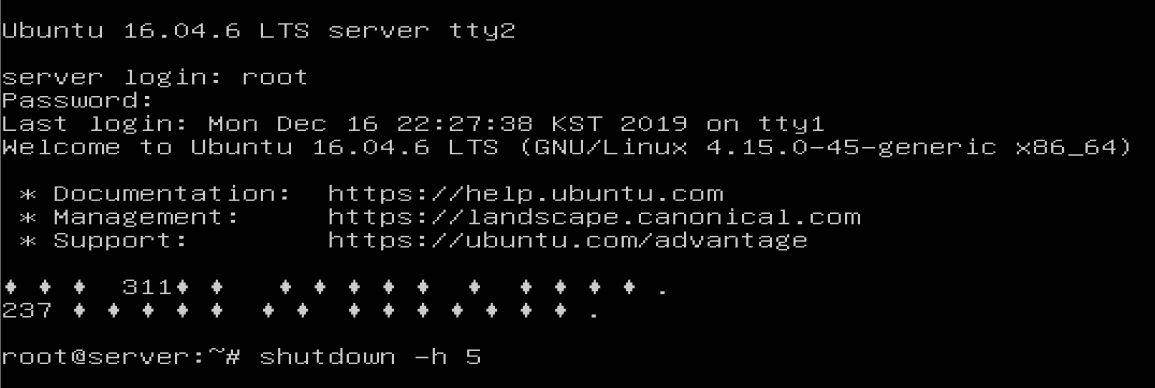 Ubuntu 16.04.6 LTS server tty2
server login: root
Password:
Last login: Mon Dec 16 22:27:38 KST 2019 on tty1
Welcome to Ubuntu 16.04.6 LTS (GNU/Linux 4.15.0-45-generic x86_64)
* Documentation: https://help.ubuntu.com
* Management: https://landscape.canonical.com
* Support: https://ubuntu.com/advantage
♦ ♦ ♦ 311♦ ♦ ♦ ♦ ♦ ♦ ♦ ♦ ♦ ♦ ♦ ♦ .
237 ♦ ♦ ♦ ♦ ♦ ♦ ♦ ♦ ♦ ♦ ♦ ♦ ♦ ♦ .
root@server:~# shutdown -h 5